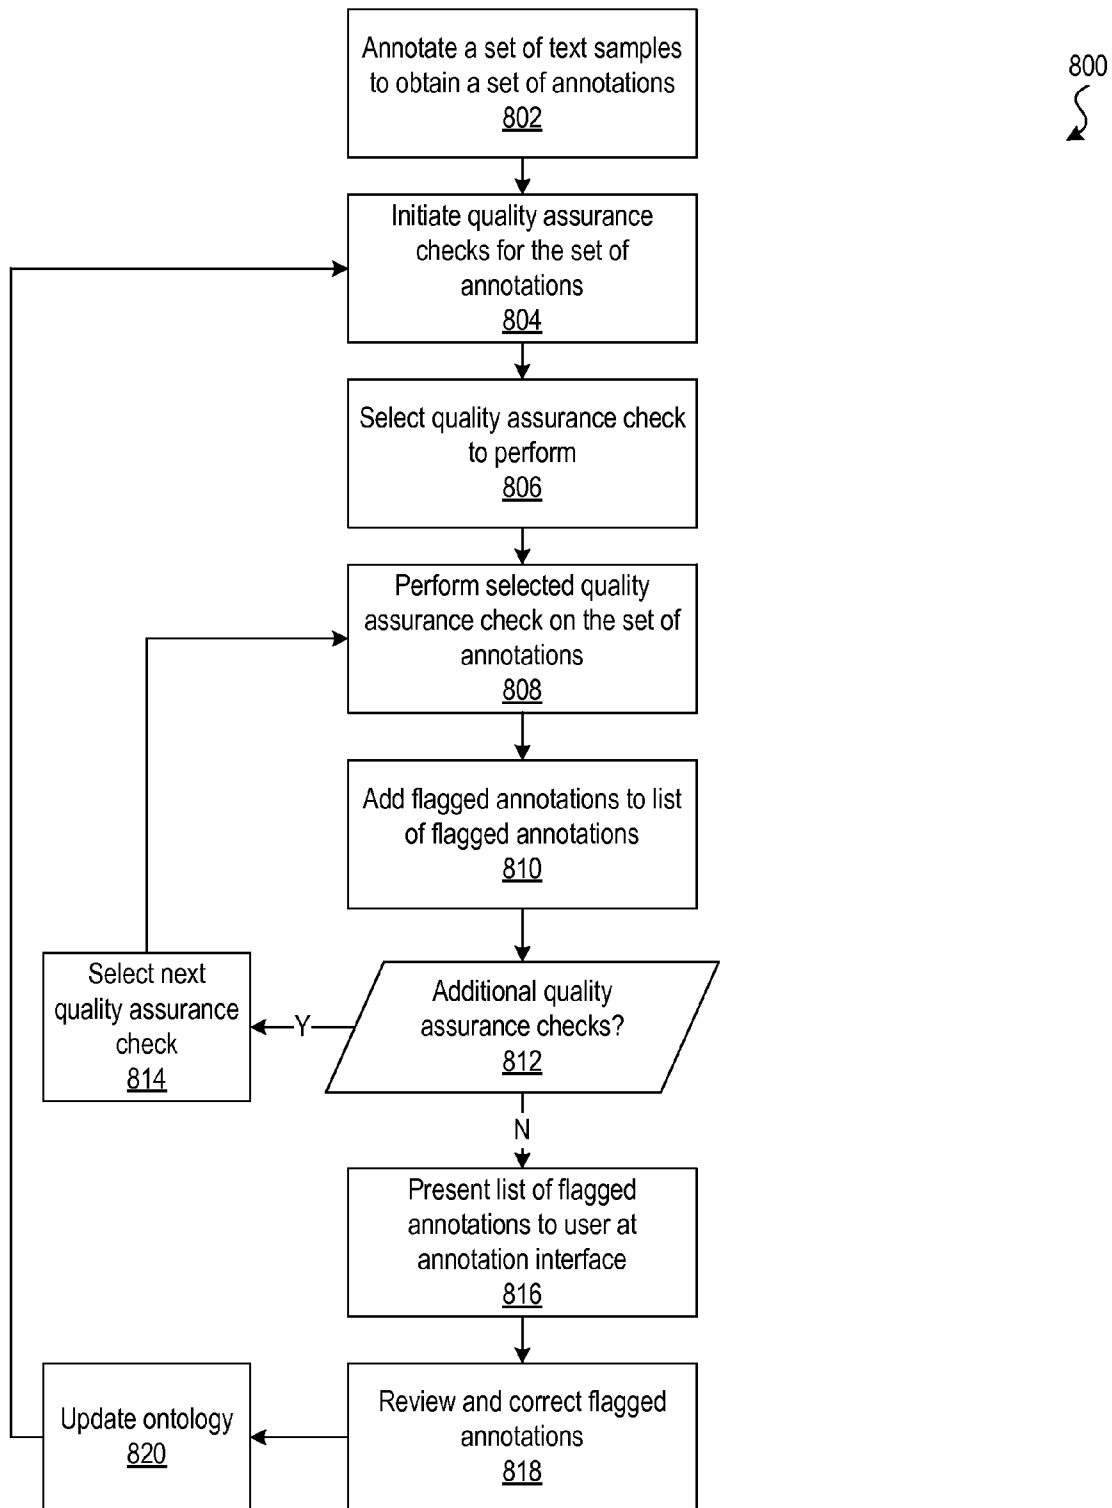 Annotate a set of text samples
to obtain a set of annotations
802
800
Initiate quality assurance
checks for the set of
annotations
804
Select quality assurance check
to perform
806
Perform selected quality
assurance check on the set of
annotations
808
Add flagged annotations to list
of flagged annotations
810
Select next
quality assurance
check
814
Y
Additional quality
assurance checks?
812
N
Present list of flagged
annotations to user at
annotation interface
816
Update ontology
820
Review and correct flagged
annotations
818